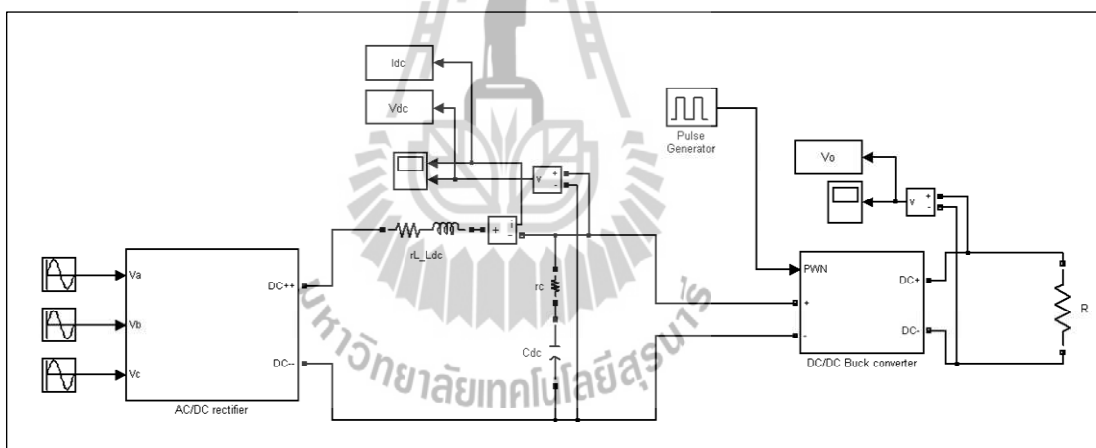 Idc
Vdc
Pulse
Generator
Vo
+
-
v
+
-
v
i
+
-
rL_Ldc
PWN
DC+
R
Va
DC++
rc
+
Vb
-
DC-
Cdc
DC/DC Buck converter
Vc
DC--
AC/DC rectifier
มหาวิทยาลัยเทคโนโลยีสุรนารี